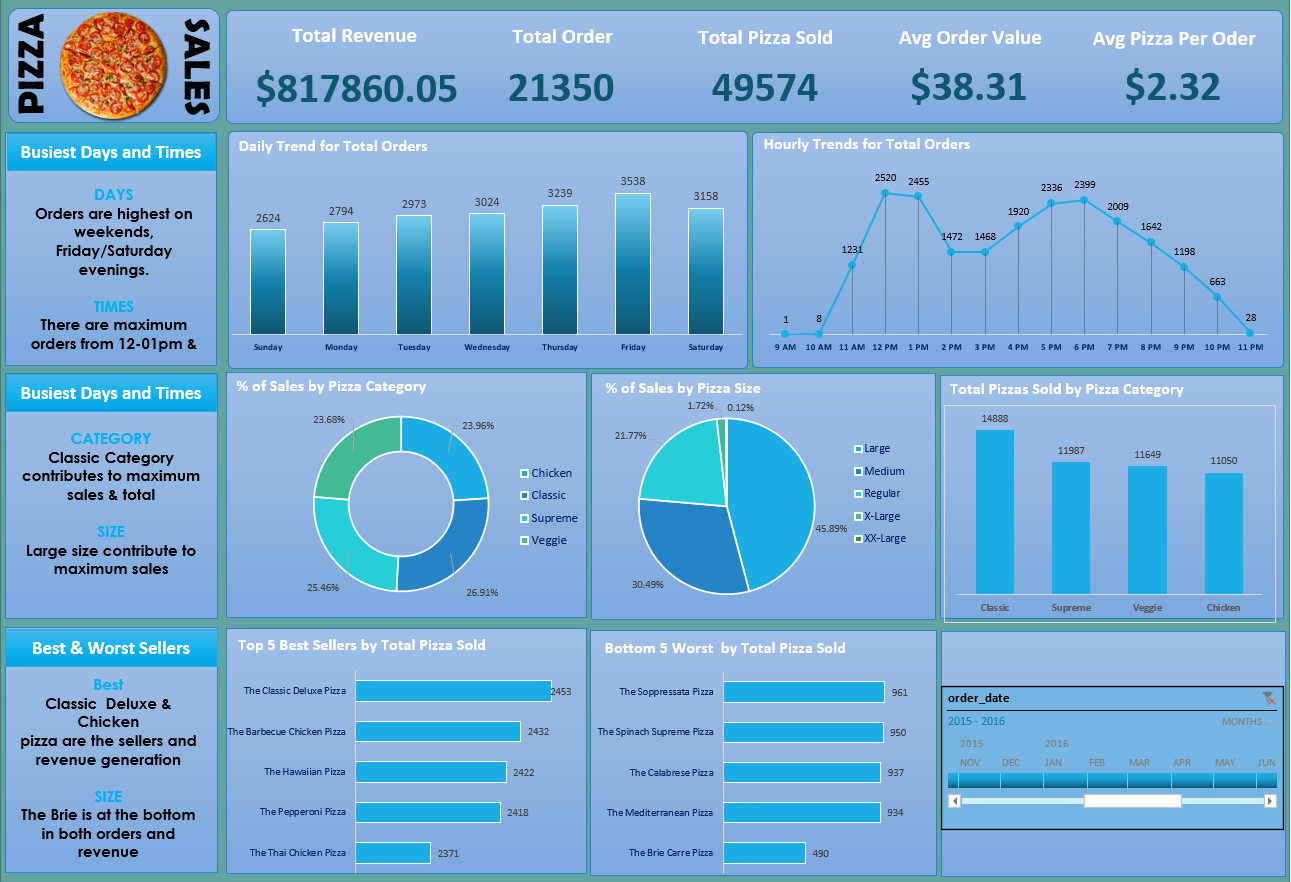 PIZZA
SALES
Total Revenue
$817860.05
Total Order
21350
Total Pizza Sold
49574
Avg Order Value
$38.31
Avg Pizza Per Oder
$2.32
Busiest Days and Times
DAYS
Orders are highest on
weekends,
Friday/Saturday
evenings.
TIMES
There are maximum
orders from 12-01pm &
Daily Trend for Total Orders
2624
2794
2973
3024
3239
3538
3158
Sunday
Monday
Tuesday
Wednesday
Thursday
Friday
Saturday
Hourly Trends for Total Orders
1
8
1231
2520
2455
1472
1468
1920
2336
2399
2009
1642
1198
663
28
9 AM
10 AM
11 AM
12 PM
1 PM
2 PM
3 PM
4 PM
5 PM
6 PM
7 PM
8 PM
9 PM
10 PM
11 PM
Busiest Days and Times
CATEGORY
Classic Category
contributes to maximum
sales & total
SIZE
Large size contribute to
maximum sales
% of Sales by Pizza Category
23.68%
23.96%
25.46%
26.91%
Chicken
Classic
Supreme
Veggie
% of Sales by Pizza Size
1.72%
0.12%
21.77%
45.89%
30.49%
Large
Medium
Regular
X-Large
XX-Large
Total Pizzas Sold by Pizza Category
14888
11987
11649
11050
Classic
Supreme
Veggie
Chicken
Best & Worst Sellers
Best
Classic  Deluxe &
Chicken
pizza are the sellers and
revenue generation
SIZE
The Brie is at the bottom
in both orders and
revenue
Top 5 Best Sellers by Total Pizza Sold
The Classic Deluxe Pizza 2453
The Barbecue Chicken Pizza 2432
The Hawaiian Pizza 2422
The Pepperoni Pizza 2418
The Thai Chicken Pizza 2371
Bottom 5 Worst  by Total Pizza Sold
The Soppressata Pizza 961
The Spinach Supreme Pizza 950
The Calabrese Pizza 937
The Mediterranean Pizza 934
The Brie Carre Pizza 490
order_date
2015 - 2016 MONTHS
2015 2016
NOV DEC JAN FEB MAR APR MAY JUN